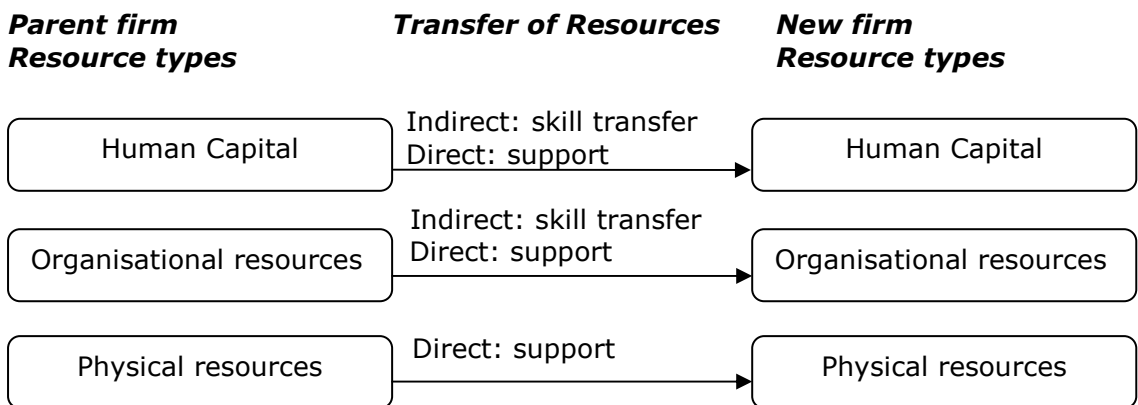 Parent firm Transfer of Resources New firm
Resource types Resource types
Indirect: skill transfer
Human Capital Direct: support Human Capital
Indirect: skill transfer
Organisational resources Direct: support Organisational resources
Physical resources Direct: support Physical resources